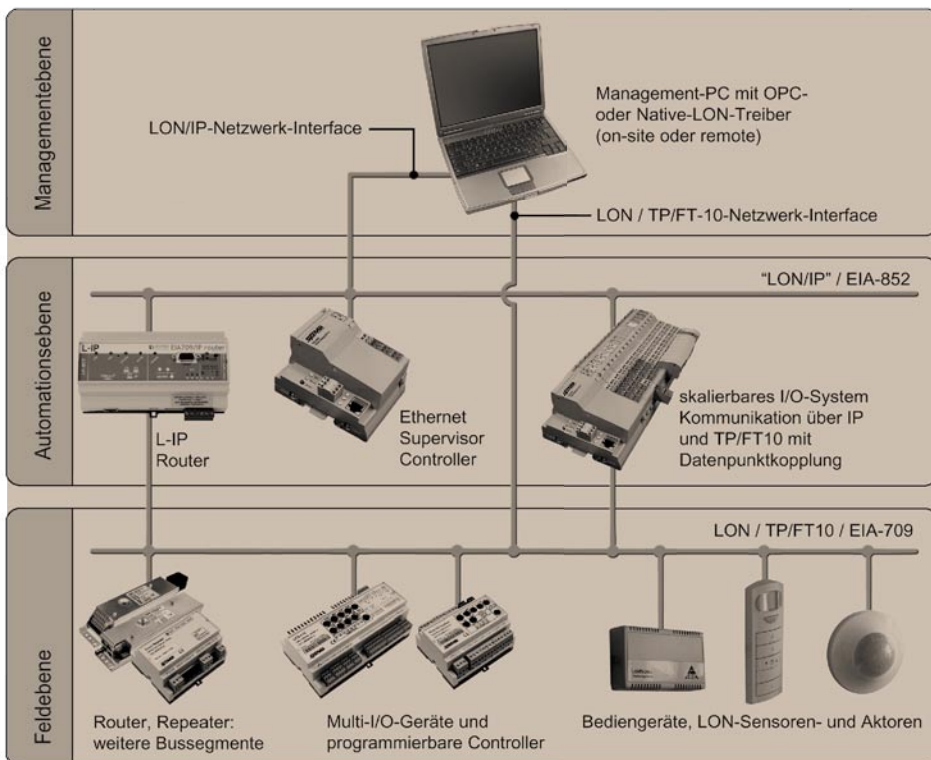 Managementebene
LON/IP-Netzwerk-Interface
Management-PC mit OPC-
oder Native-LON-Treiber
(on-site oder remote)
LON / TP/FT-10-Netzwerk-Interface
Automationsebene
"LON/IP" / EIA-852
L-IP
L-IP
Router
Ethernet
Supervisor
Controller
skalierbares I/O-System
Kommunikation über IP
und TP/FT10 mit
Datenpunktkopplung
Feldebene
LON / TP/FT10 / EIA-709
Router, Repeater:
weitere Bussegmente
Multi-I/O-Geräte und
programmierbare Controller
Bediengeräte, LON-Sensoren- und Aktoren